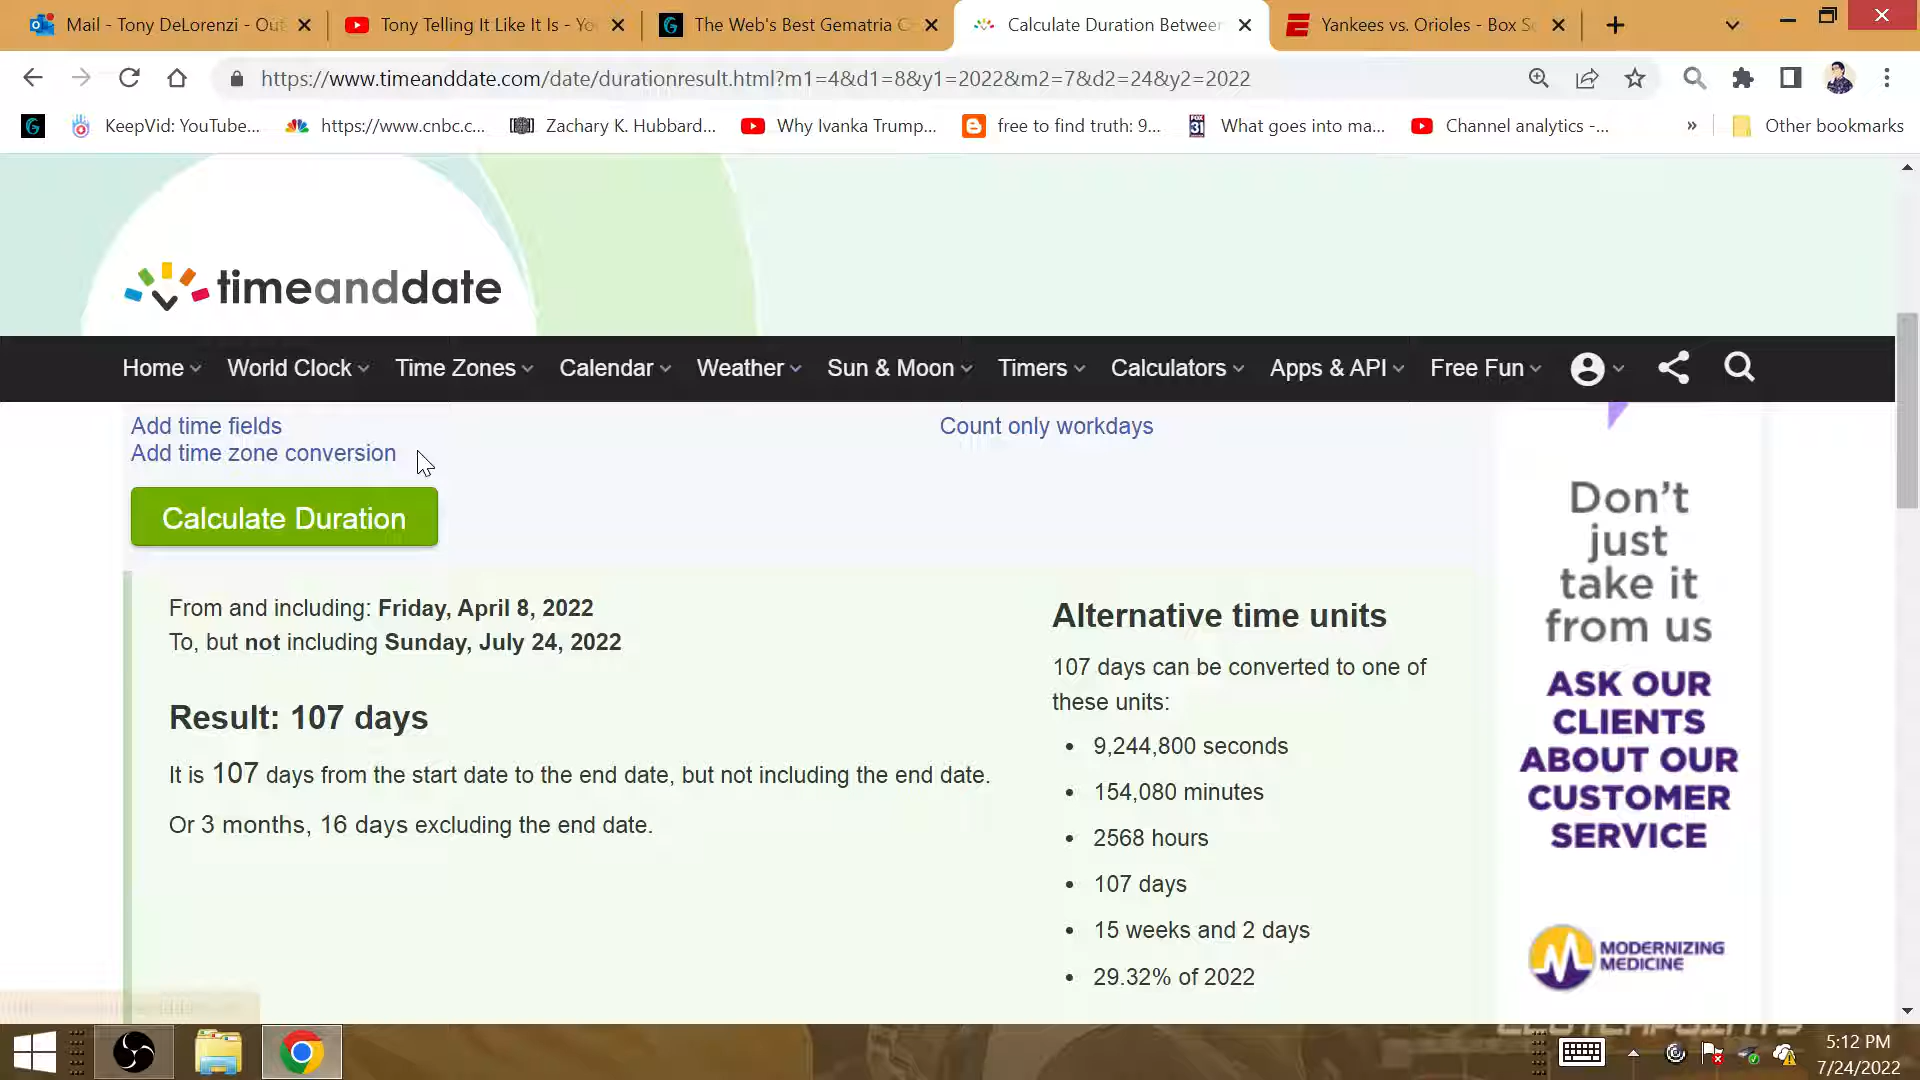 Mail - Tony DeLorenzi - Out
Tony Telling It Like It Is - Yo
The Web's Best Gematria C
Calculate Duration Between
Yankees vs. Orioles - Box Sc
https://www.timeanddate.com/date/durationresult.html?m1=4&d1=8&y1=2022&m2=7&d2=24&y2=2022
KeepVid: YouTube...
https://www.cnbc.c...
Zachary K. Hubbard...
Why Ivanka Trump...
free to find truth: 9...
FOX 31
What goes into ma...
Channel analytics -...
»
Other bookmarks
timeanddate
Home
World Clock
Time Zones
Calendar
Weather
Sun & Moon
Timers
Calculators
Apps & API
Free Fun
Add time fields
Count only workdays
Add time zone conversion
Calculate Duration
From and including: Friday, April 8, 2022
To, but not including Sunday, July 24, 2022
Result: 107 days
It is 107 days from the start date to the end date, but not including the end date.
Or 3 months, 16 days excluding the end date.
Alternative time units
107 days can be converted to one of
these units:
• 9,244,800 seconds
• 154,080 minutes
• 2568 hours
• 107 days
• 15 weeks and 2 days
• 29.32% of 2022
Don't
just
take it
from us
ASK OUR
CLIENTS
ABOUT OUR
CUSTOMER
SERVICE
MODERNIZING
MEDICINE
5:12 PM
7/24/2022